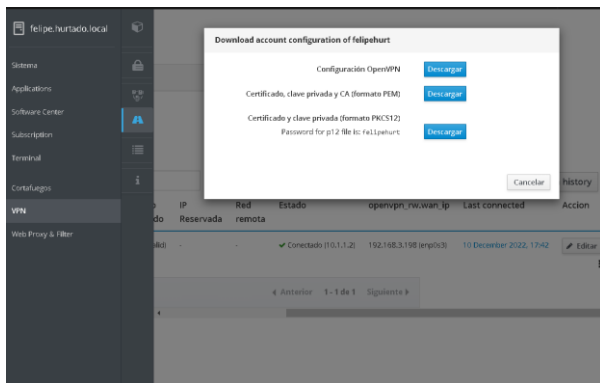 felipe.hurtado.local
Sistema
Applications
Software Center
Subscription
Terminal
Cortafuegos
VPN
Web Proxy & Filter
Download account configuration of felipehurt
Configuración OpenVPN Descargar
Certificado, clave privada y CA (formato PEM) Descargar
Certificado y clave privada (formato PKCS12)
Password for p12 file is: felipehurt Descargar
Cancelar
history
IP Red Estado openvpn_rw.wan_ip Last connected Accion
do Reservada remota
- - Conectado (10.1.1.2) 192.168.3.198 (enp0s3) 10 December 2022, 17:42 Editar
Anterior 1 - 1 de 1 Siguiente